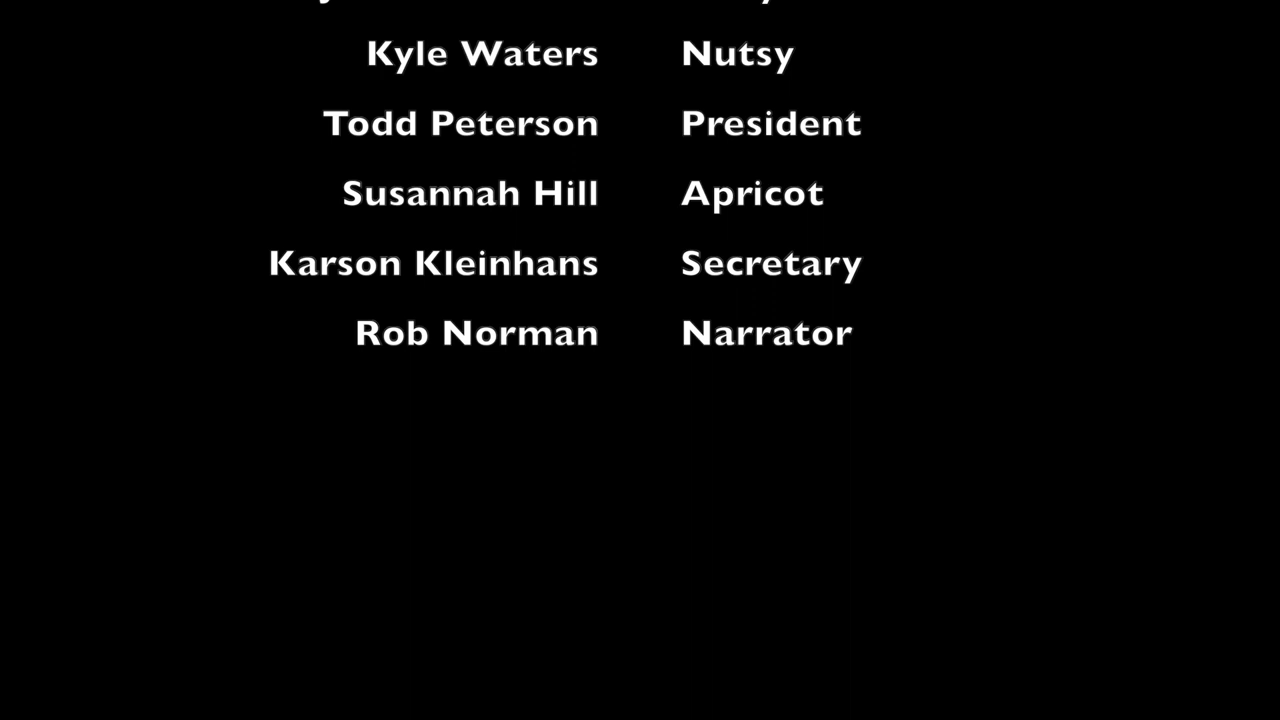 Kyle Waters Nutsy
Todd Peterson President
Susannah Hill Apricot
Karson Kleinhans Secretary
Rob Norman Narrator